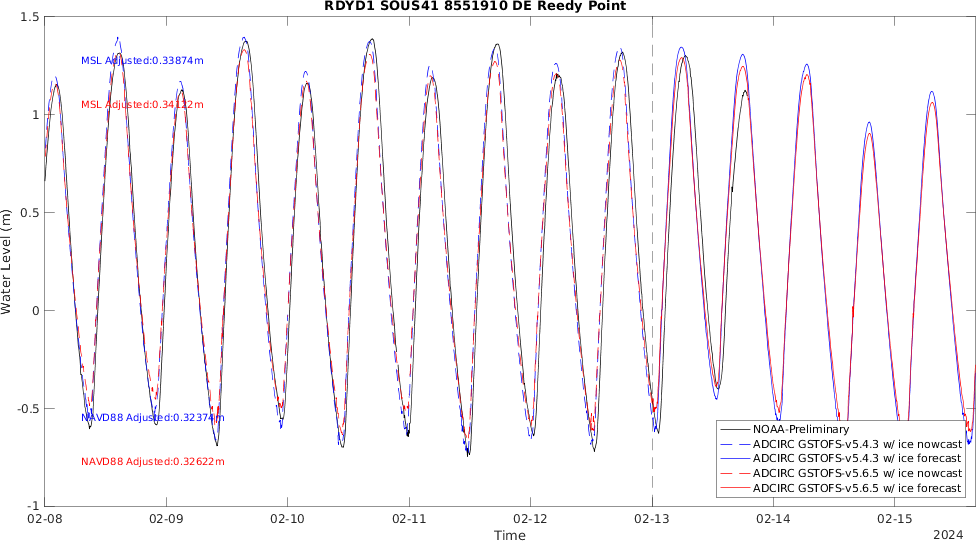 RDYD1 SOUS41 8551910 DE Reedy Point
1.5
1
0.5
0
-0.5
-1
Water Level (m)
MSL Adjusted:0.33874m
MSL Adjusted:0.34122m
NAVD88 Adjusted:0.32374m
NAVD88 Adjusted:0.32622m
NOAA-Preliminary
ADCIRC GSTOFS-v5.4.3 w/ ice nowcast
ADCIRC GSTOFS-v5.4.3 w/ ice forecast
ADCIRC GSTOFS-v5.6.5 w/ ice nowcast
ADCIRC GSTOFS-v5.6.5 w/ ice forecast
02-08 02-09 02-10 02-11 02-12 02-13 02-14 02-15
Time
2024